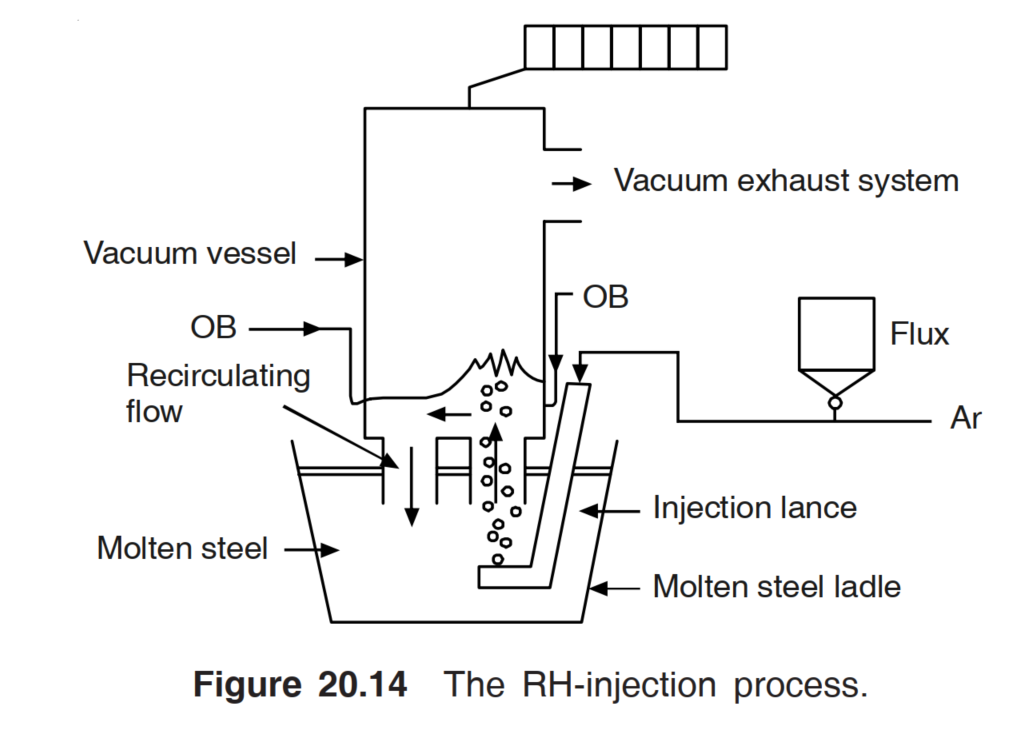 Vacuum exhaust system
Vacuum vessel
OB
OB
Flux
Recirculating
flow
Ar
Injection lance
Molten steel
Molten steel ladle
Figure 20.14 The RH-injection process.